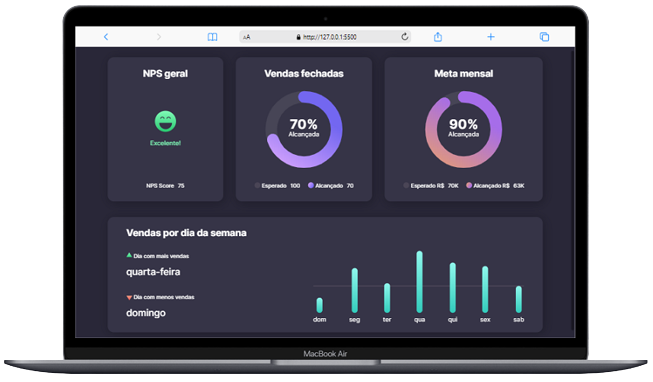 AA
http://127.0.0.1:5500
NPS geral
Excelente!
NPS Score 75
Vendas fechadas
70%
Alcançada
Esperado 100 Alcançado 70
Meta mensal
90%
Alcançada
Esperado R$ 70K Alcançado R$ 63K
Vendas por dia da semana
Dia com mais vendas
quarta-feira
Dia com menos vendas
domingo
dom seg ter qua qui sex sab
MacBook Air